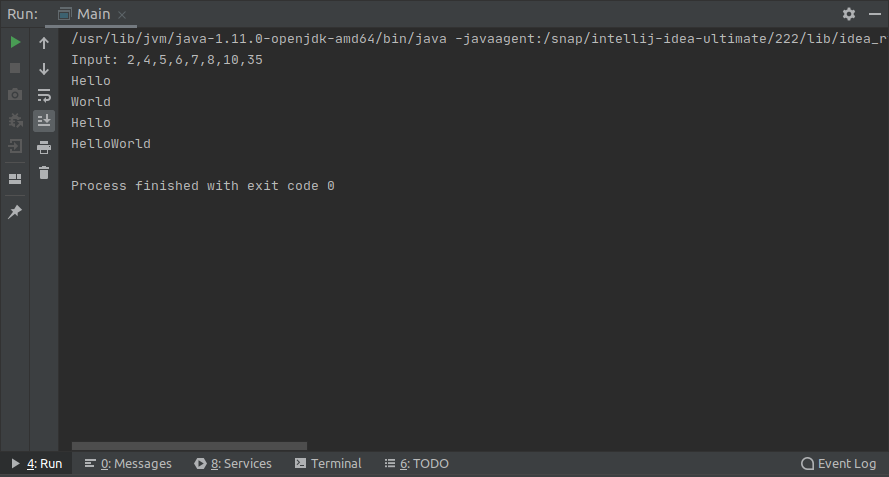 Run: Main
/usr/lib/jvm/java-1.11.0-openjdk-amd64/bin/java -javaagent:/snap/intellij-idea-ultimate/222/lib/idea_r
Input: 2,4,5,6,7,8,10,35
Hello
World
Hello
HelloWorld
Process finished with exit code 0
4: Run 0: Messages 8: Services Terminal 6: TODO Event Log